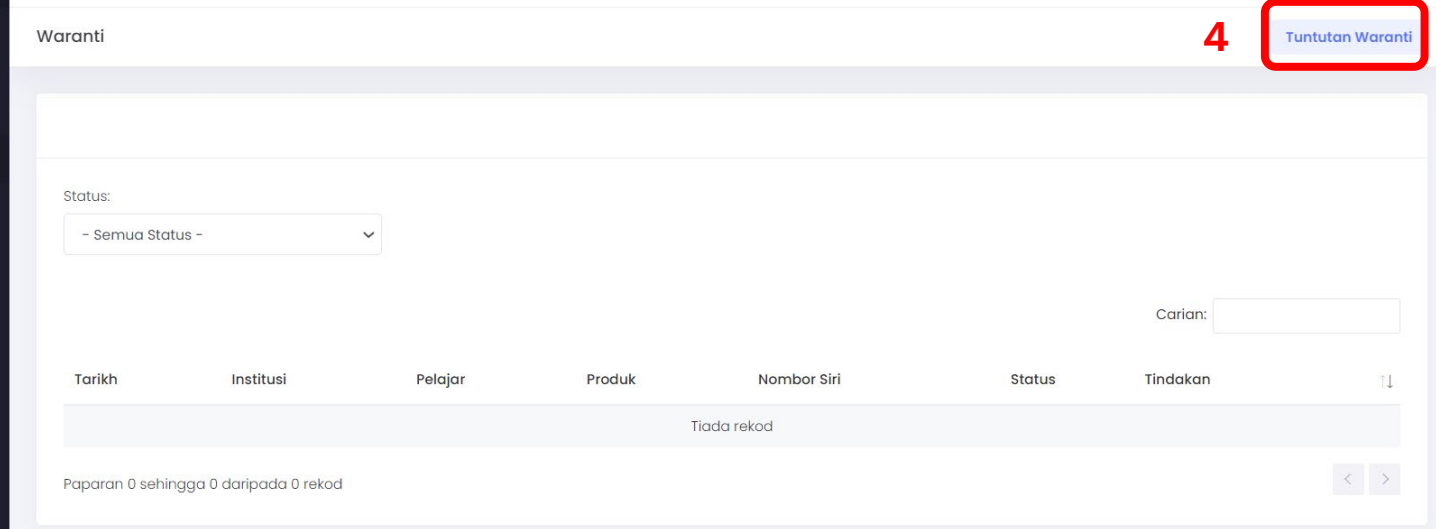 Waranti 4 Tuntutan Waranti
Status:
- Semua Status -
Carian:
Tarikh Institusi Pelajar Produk Nombor Siri Status Tindakan
Tiada rekod
Paparan 0 sehingga 0 daripada 0 rekod